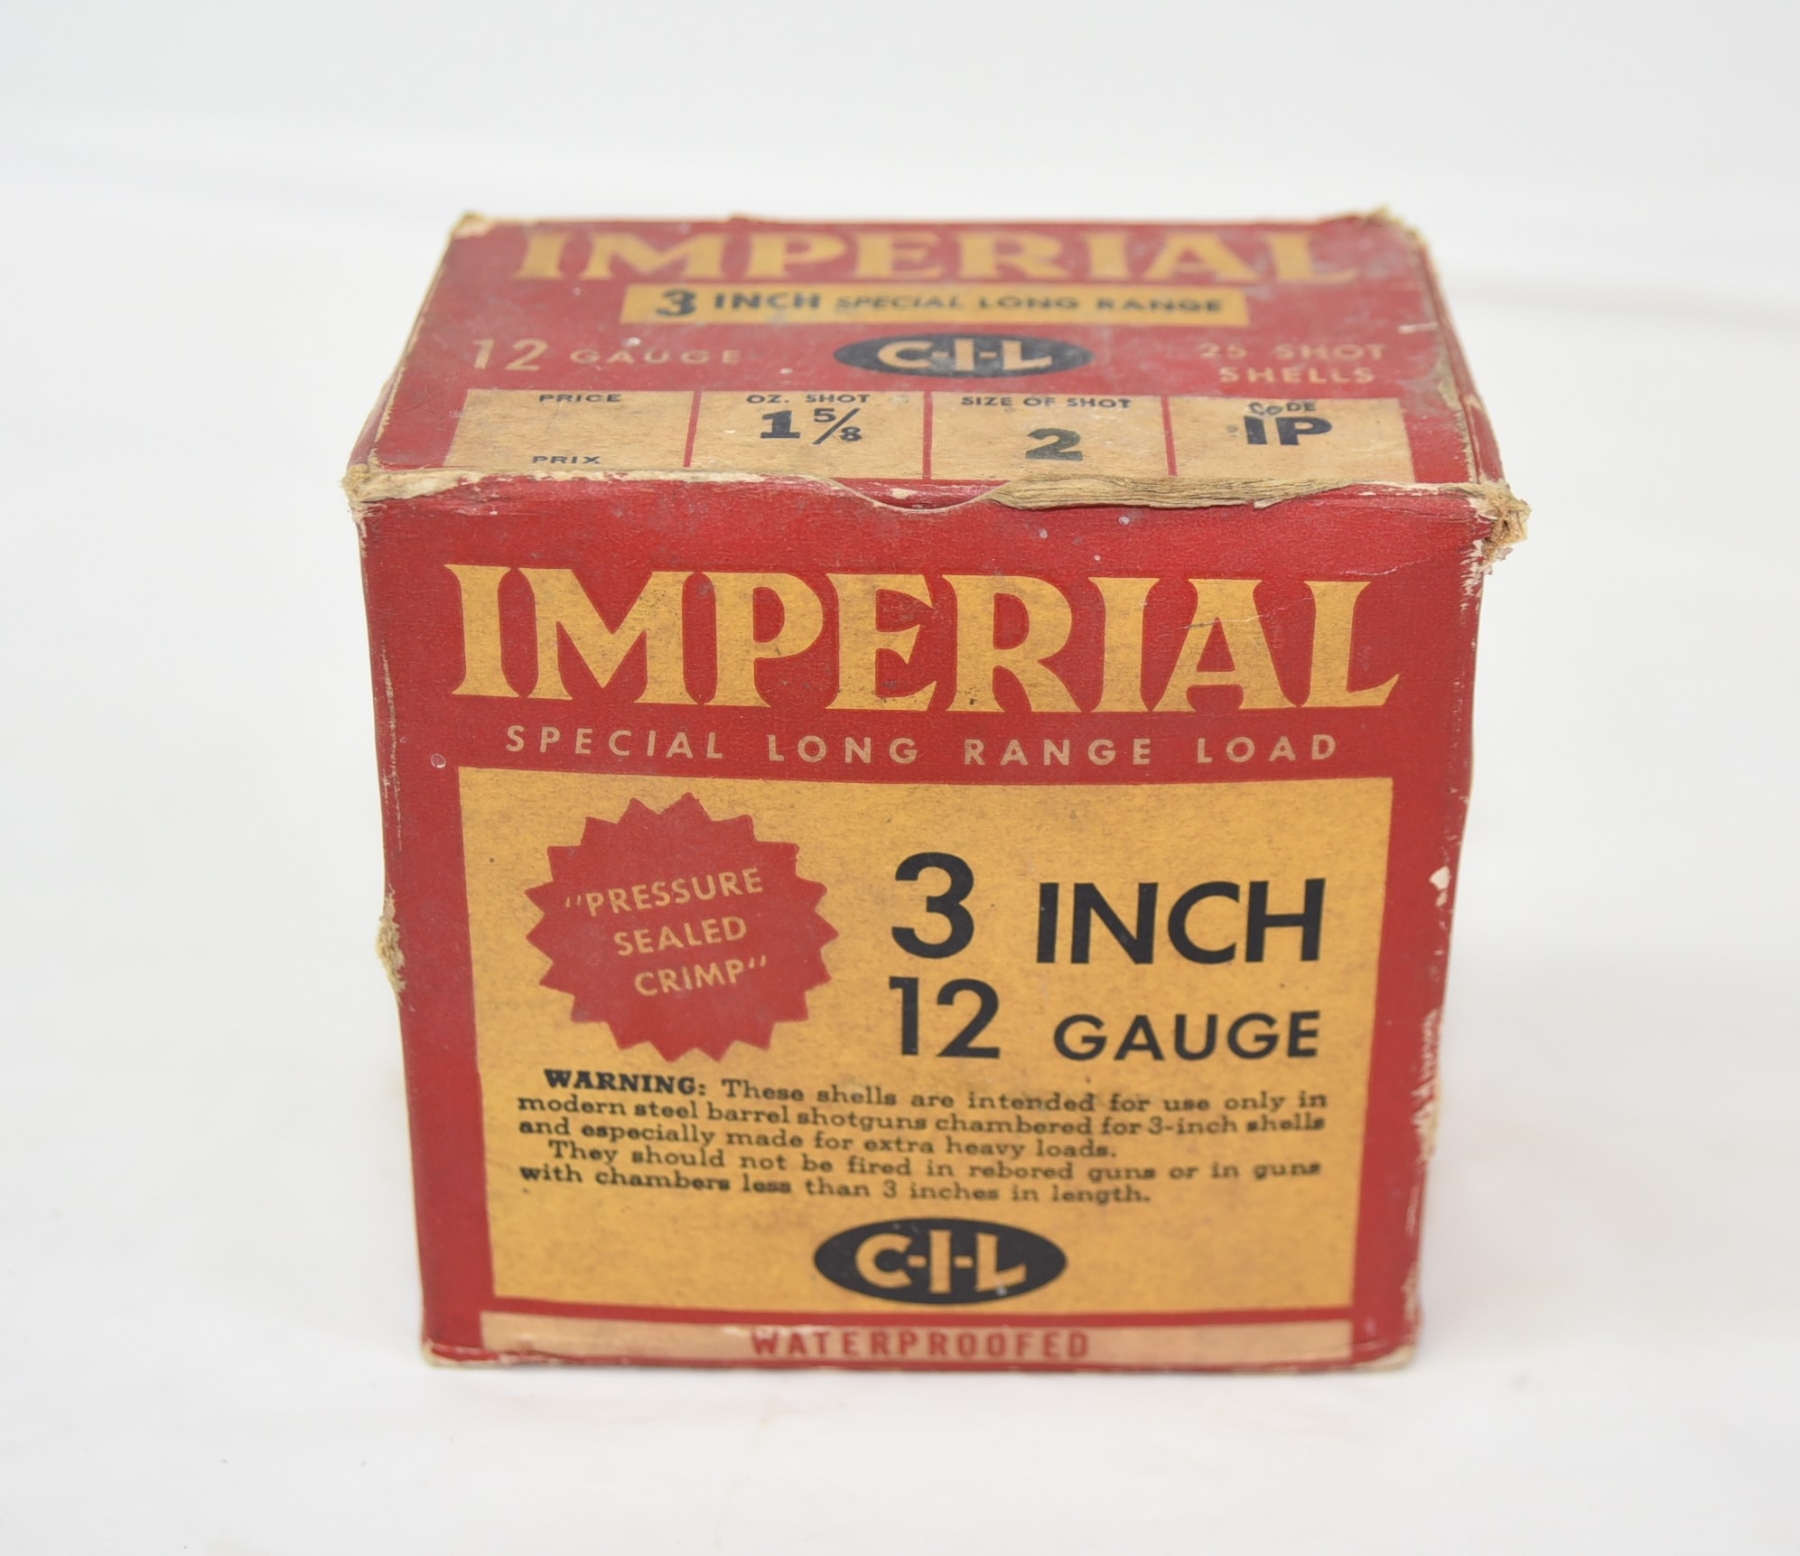 IMPERIAL
3 INCH SPECIAL LONG RANGE
12 GAUGE
C-I-L
25 SHOT
SHELLS
PRICE
PRIX
OZ. SHOT
1 5/8
SIZE OF SHOT
2
CODE
IP
IMPERIAL
SPECIAL LONG RANGE LOAD
"PRESSURE
SEALED
CRIMP"
3 INCH
12 GAUGE
WARNING: These shells are intended for use only in
modern steel barrel shotguns chambered for 3-inch shells
and especially made for extra heavy loads.
They should not be fired in rebored guns or in guns
with chambers less than 3 inches in length.
C-I-L
WATERPROOFED